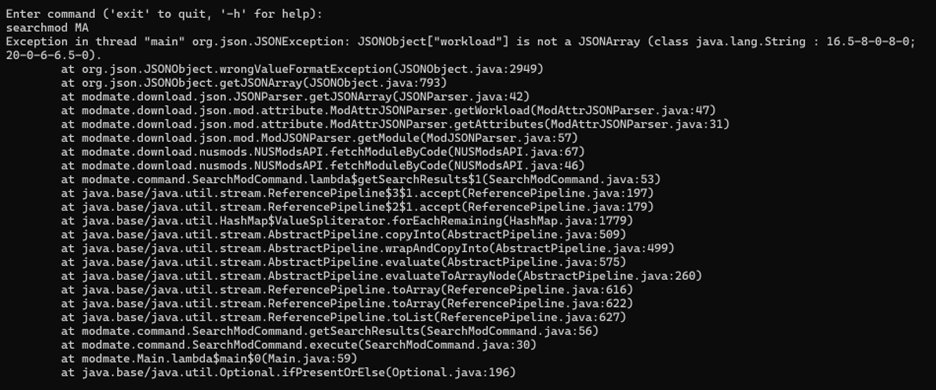 Enter command ('exit' to quit, '-h' for help):
searchmod MA
Exception in thread "main" org.json.JSONException: JSONObject["workload"] is not a JSONArray (class java.lang.String : 16.5-8-0-8-0;
20-0-6-6.5-0).
at org.json.JSONObject.wrongValueFormatException(JSONObject.java:2949)
at org.json.JSONObject.getJSONArray(JSONObject.java:793)
at modmate.download.json.JSONParser.getJSONArray(JSONParser.java:42)
at modmate.download.json.mod.attribute.ModAttrJSONParser.getWorkload(ModAttrJSONParser.java:47)
at modmate.download.json.mod.attribute.ModAttrJSONParser.getAttributes(ModAttrJSONParser.java:31)
at modmate.download.json.mod.ModJSONParser.getModule(ModJSONParser.java:57)
at modmate.download.nusmods.NUSModsAPI.fetchModuleByCode(NUSModsAPI.java:67)
at modmate.download.nusmods.NUSModsAPI.fetchModuleByCode(NUSModsAPI.java:46)
at modmate.command.SearchModCommand.lambda$getSearchResults$1(SearchModCommand.java:53)
at java.base/java.util.stream.ReferencePipeline$3$1.accept(ReferencePipeline.java:197)
at java.base/java.util.stream.ReferencePipeline$2$1.accept(ReferencePipeline.java:179)
at java.base/java.util.HashMap$ValueSpliterator.forEachRemaining(HashMap.java:1779)
at java.base/java.util.stream.AbstractPipeline.copyInto(AbstractPipeline.java:509)
at java.base/java.util.stream.AbstractPipeline.wrapAndCopyInto(AbstractPipeline.java:499)
at java.base/java.util.stream.AbstractPipeline.evaluate(AbstractPipeline.java:575)
at java.base/java.util.stream.AbstractPipeline.evaluateToArrayNode(AbstractPipeline.java:260)
at java.base/java.util.stream.ReferencePipeline.toArray(ReferencePipeline.java:616)
at java.base/java.util.stream.ReferencePipeline.toArray(ReferencePipeline.java:622)
at java.base/java.util.stream.ReferencePipeline.toList(ReferencePipeline.java:627)
at modmate.command.SearchModCommand.getSearchResults(SearchModCommand.java:56)
at modmate.command.SearchModCommand.execute(SearchModCommand.java:30)
at modmate.Main.lambda$main$0(Main.java:59)
at java.base/java.util.Optional.ifPresentOrElse(Optional.java:196)